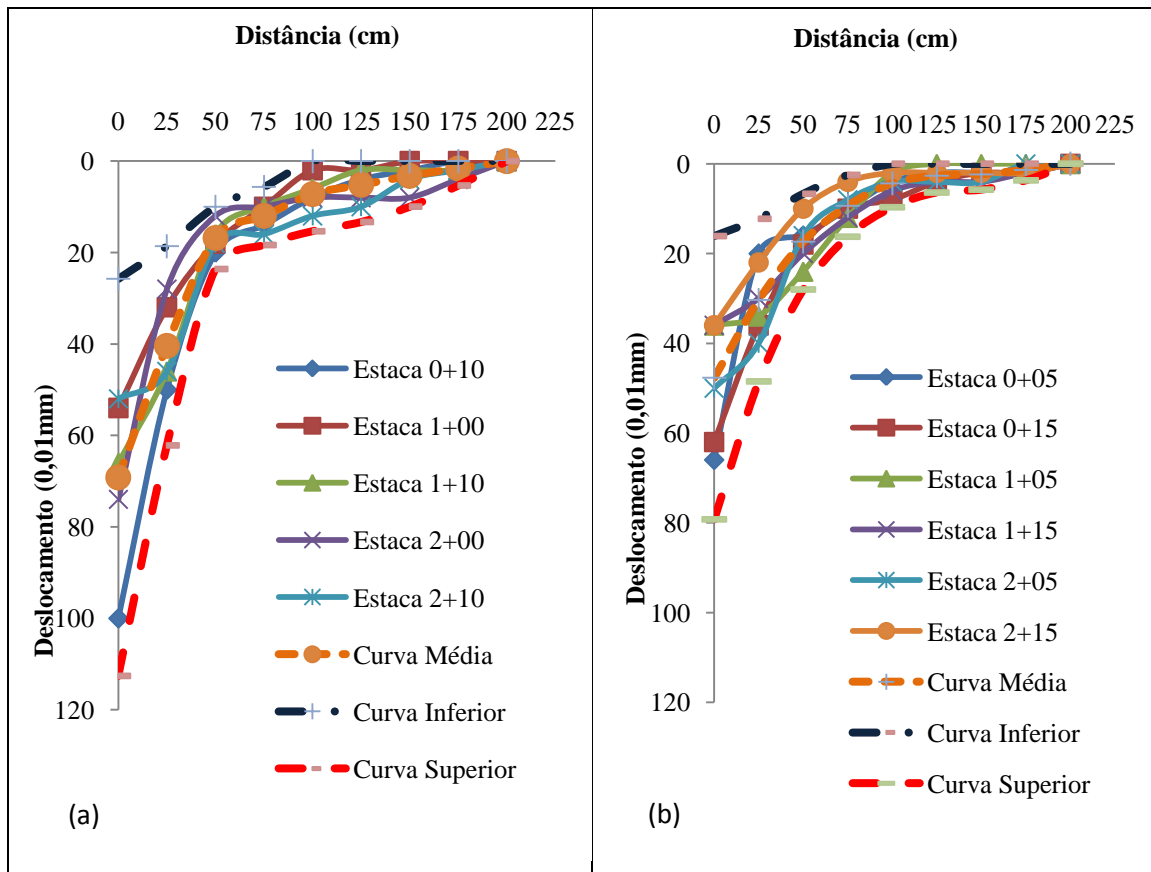 Distância (cm)
0 25 50 75 100 125 150 175 200 225
0
20
40
60
80
100
120
Deslocamento (0,01mm)
Estaca 0+10
Estaca 1+00
Estaca 1+10
Estaca 2+00
Estaca 2+10
Curva Média
Curva Inferior
Curva Superior
(a)
Distância (cm)
0 25 50 75 100 125 150 175 200 225
0
20
40
60
80
100
120
Deslocamento (0,01mm)
Estaca 0+05
Estaca 0+15
Estaca 1+05
Estaca 1+15
Estaca 2+05
Estaca 2+15
Curva Média
Curva Inferior
Curva Superior
(b)